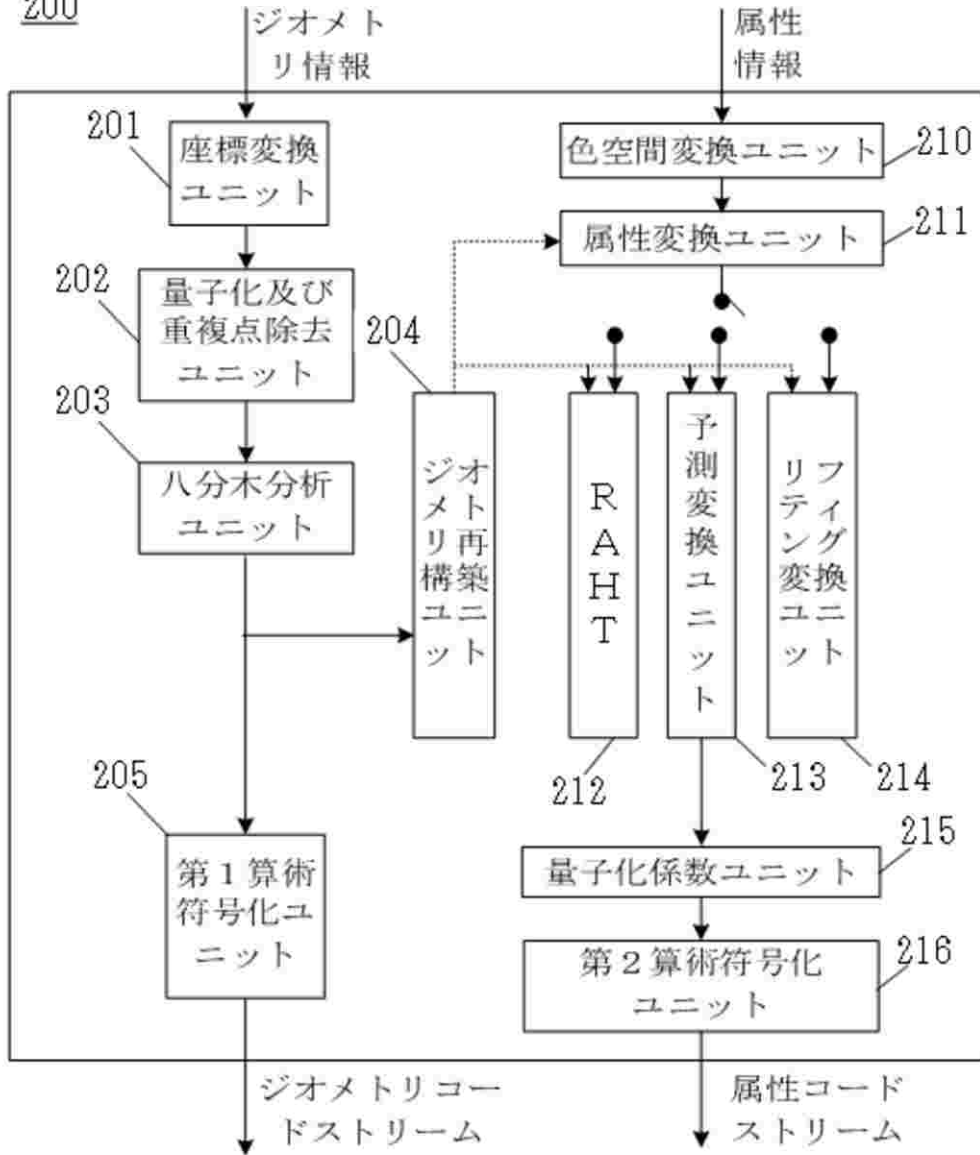 200
ジオメト
リ情報
属性
情報
201
座標変換
ユニット
色空間変換ユニット
210
属性変換ユニット
211
202
量子化及び
重複点除去
ユニット
204
203
八分木分析
ユニット
ジオメトリ再構築ユニット
RAHT
予測変換ユニット
リフティング変換ユニット
212
213
214
205
第1算術
符号化ユ
ニット
量子化係数ユニット
215
第2算術符号化
ユニット
216
ジオメトリコー
ドストリーム
属性コード
ストリーム